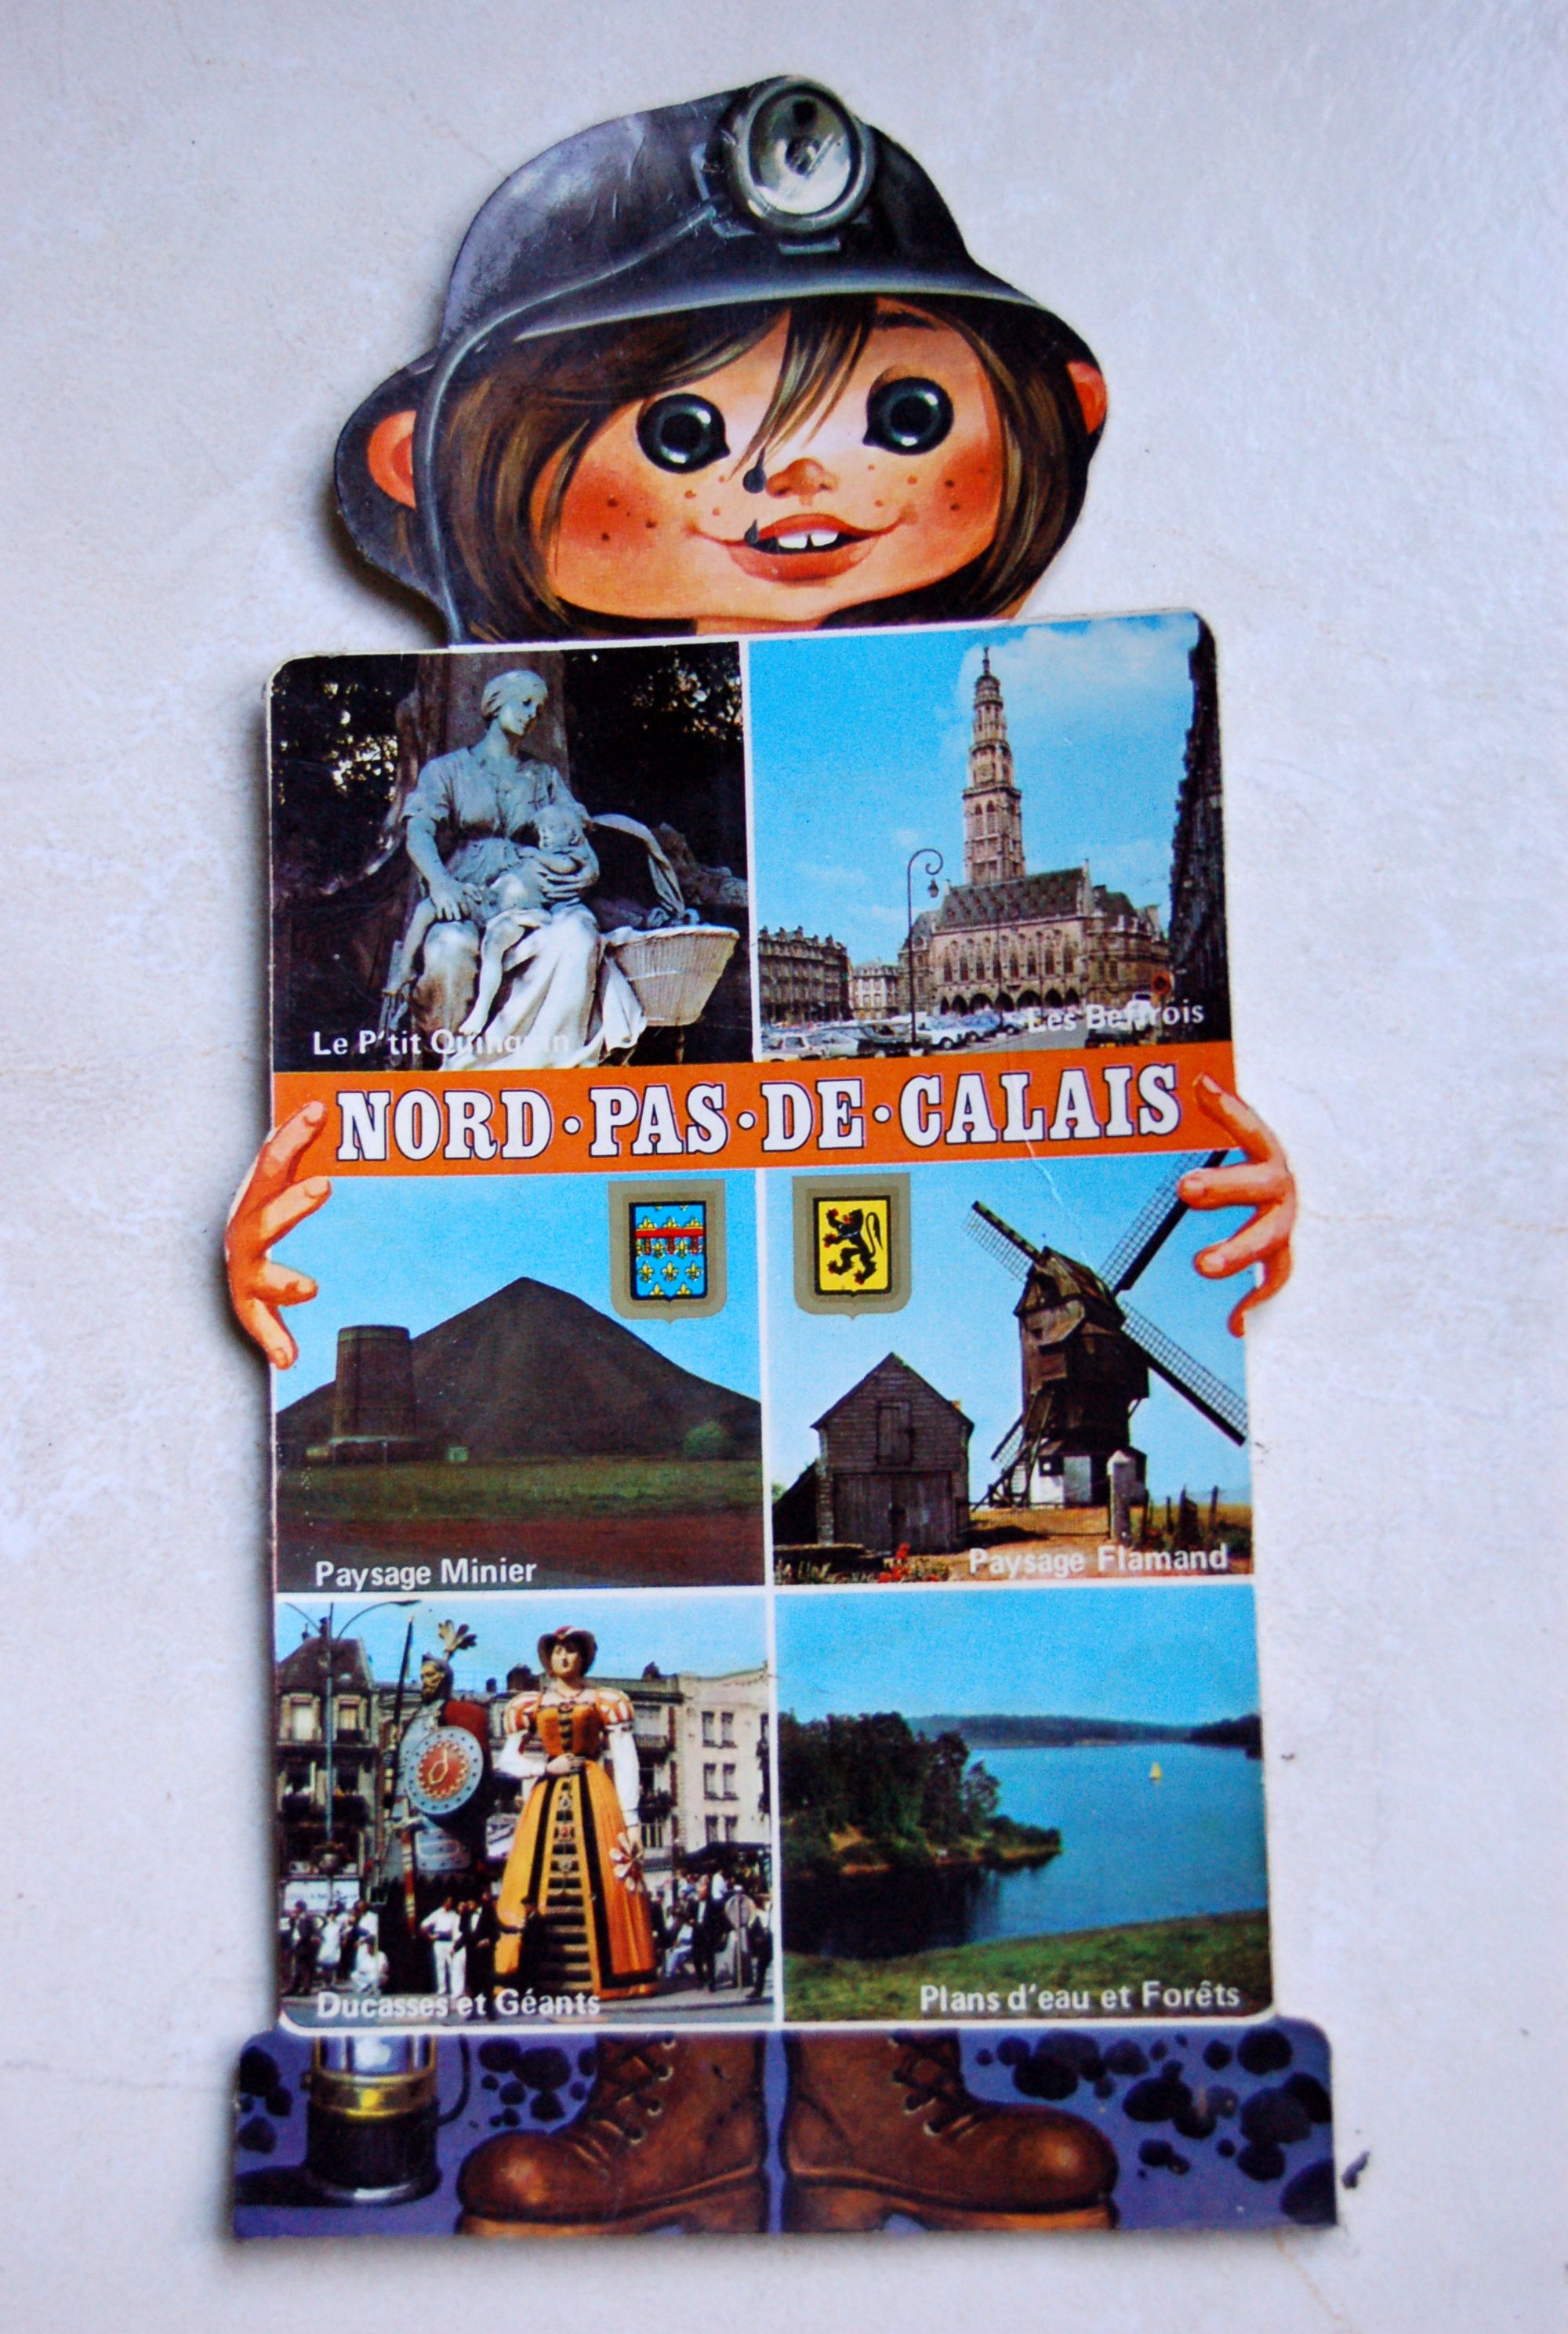 Le P'tit Quinquin
Les Beffrois
NORD·PAS·DE·CALAIS
Paysage Minier
Paysage Flamand
Ducasses et Géants
Plans d'eau et Forêts